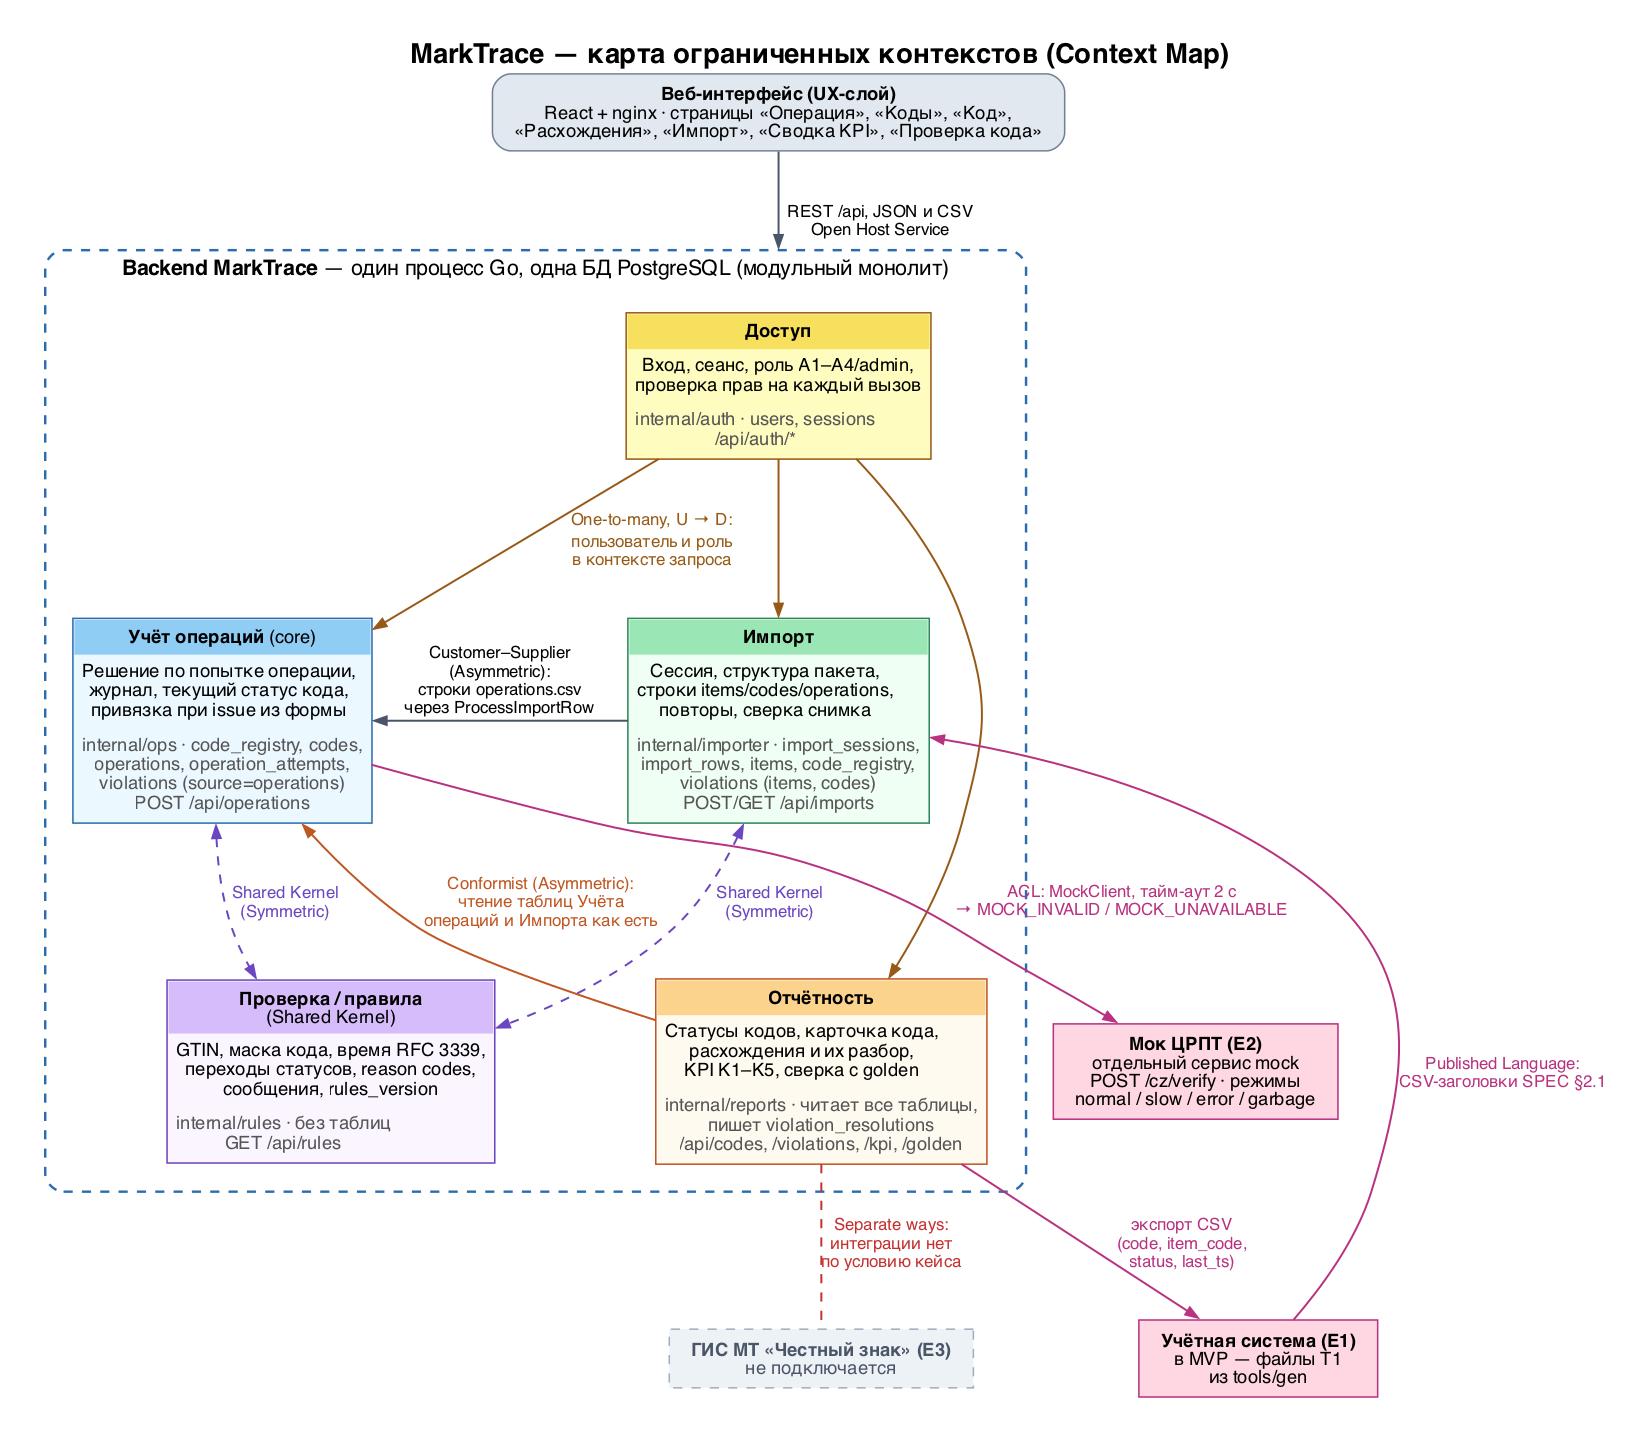 MarkTrace — карта ограниченных контекстов (Context Map)
Веб-интерфейс (UX-слой)
React + nginx · страницы «Операция», «Коды», «Код»,
«Расхождения», «Импорт», «Сводка KPI», «Проверка кода»
REST /api, JSON и CSV
Open Host Service
Backend MarkTrace — один процесс Go, одна БД PostgreSQL (модульный монолит)
Доступ
Вход, сеанс, роль A1–A4/admin,
проверка прав на каждый вызов
internal/auth · users, sessions
/api/auth/*
One-to-many, U → D:
пользователь и роль
в контексте запроса
Учёт операций (core)
Решение по попытке операции,
журнал, текущий статус кода,
привязка при issue из формы
internal/ops · code_registry, codes,
operations, operation_attempts,
violations (source=operations)
POST /api/operations
Customer–Supplier
(Asymmetric):
строки operations.csv
через ProcessImportRow
Импорт
Сессия, структура пакета,
строки items/codes/operations,
повторы, сверка снимка
internal/importer · import_sessions,
import_rows, items, code_registry,
violations (items, codes)
POST/GET /api/imports
Shared Kernel
(Symmetric)
Conformist (Asymmetric):
чтение таблиц Учёта
операций и Импорта как есть
Shared Kernel
(Symmetric)
ACL: MockClient, тайм-аут 2 с
→ MOCK_INVALID / MOCK_UNAVAILABLE
Проверка / правила
(Shared Kernel)
GTIN, маска кода, время RFC 3339,
переходы статусов, reason codes,
сообщения, rules_version
internal/rules · без таблиц
GET /api/rules
Отчётность
Статусы кодов, карточка кода,
расхождения и их разбор,
KPI K1–K5, сверка с golden
internal/reports · читает все таблицы,
пишет violation_resolutions
/api/codes, /violations, /kpi, /golden
Мок ЦРПТ (E2)
отдельный сервис mock
POST /cz/verify · режимы
normal / slow / error / garbage
Published Language:
CSV-заголовки SPEC §2.1
Separate ways:
интеграции нет
по условию кейса
экспорт CSV
(code, item_code,
status, last_ts)
ГИС МТ «Честный знак» (E3)
не подключается
Учётная система (E1)
в MVP — файлы T1
из tools/gen